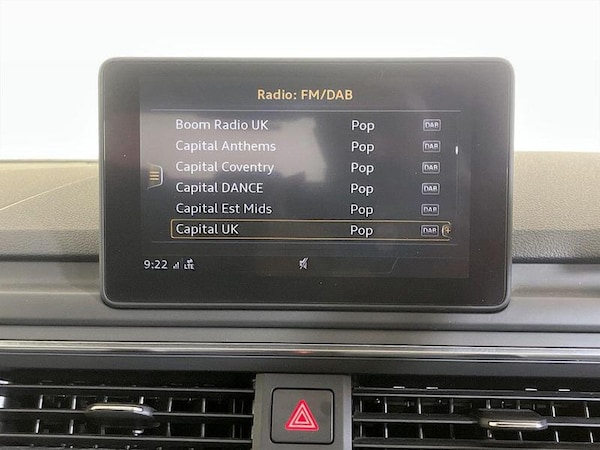 Radio: FM/DAB
Boom Radio UK Pop DAB
Capital Anthems Pop DAB
Capital Coventry Pop DAB
Capital DANCE Pop DAB
Capital Est Mids Pop DAB
Capital UK Pop DAB
9:22 LTE